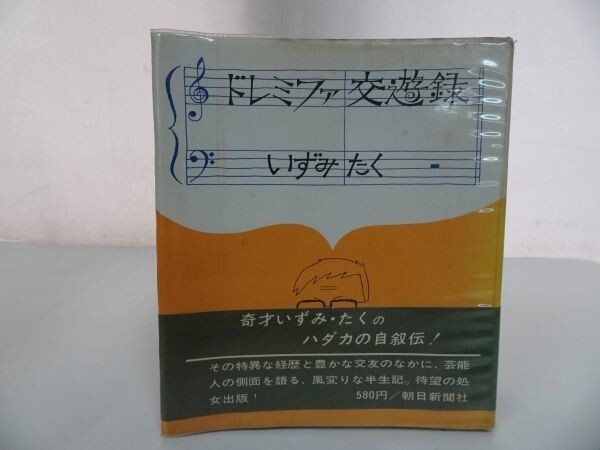 ドレミファ交遊録
いずみたく
奇才いずみ・たくの
ハダカの自叙伝!
その特異な経歴と豊かな交友のなかに、芸能
人の側面を語る、風変りな半生記。待望の処
女出版! 580円/朝日新聞社